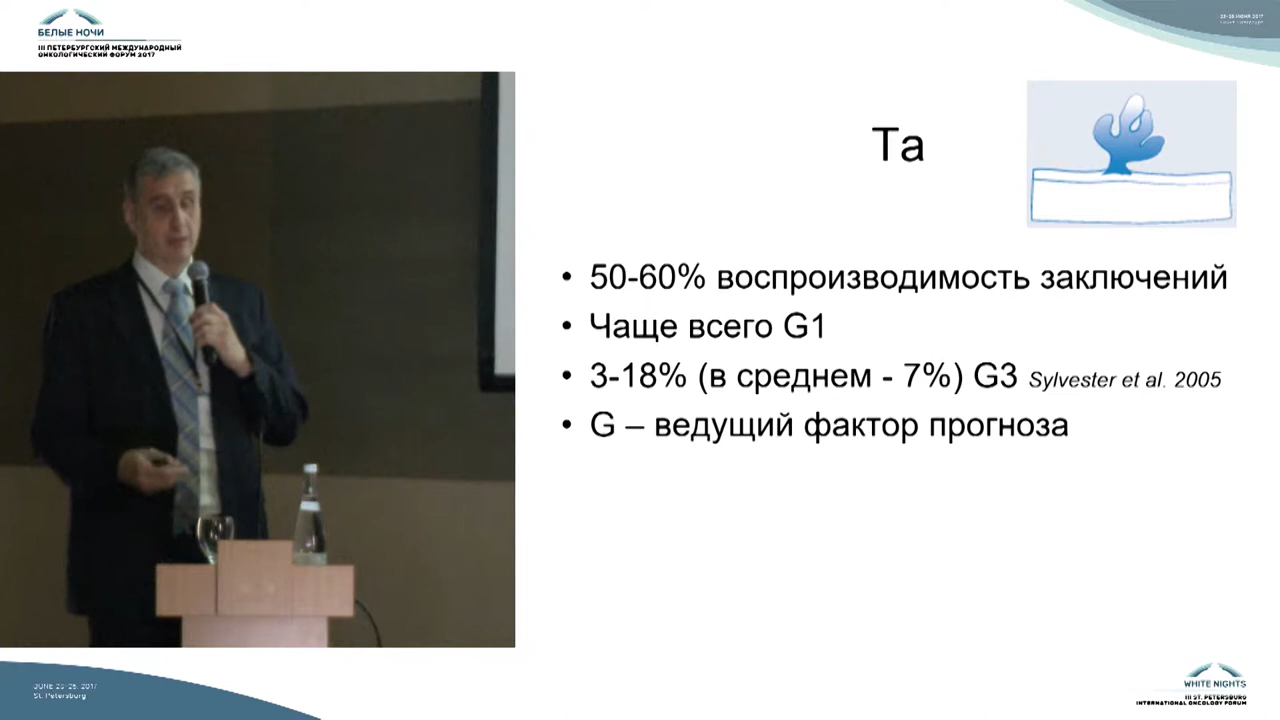 БЕЛЫЕ НОЧИ
III ПЕТЕРБУРГСКИЙ МЕЖДУНАРОДНЫЙ
ОНКОЛОГИЧЕСКИЙ ФОРУМ 2017
Ta
• 50-60% воспроизводимость заключений
• Чаще всего G1
• 3-18% (в среднем - 7%) G3 Sylvester et al. 2005
• G – ведущий фактор прогноза
JUNE 23-26, 2017
St. Petersburg
WHITE NIGHTS
III ST. PETERSBURG
INTERNATIONAL ONCOLOGY FORUM